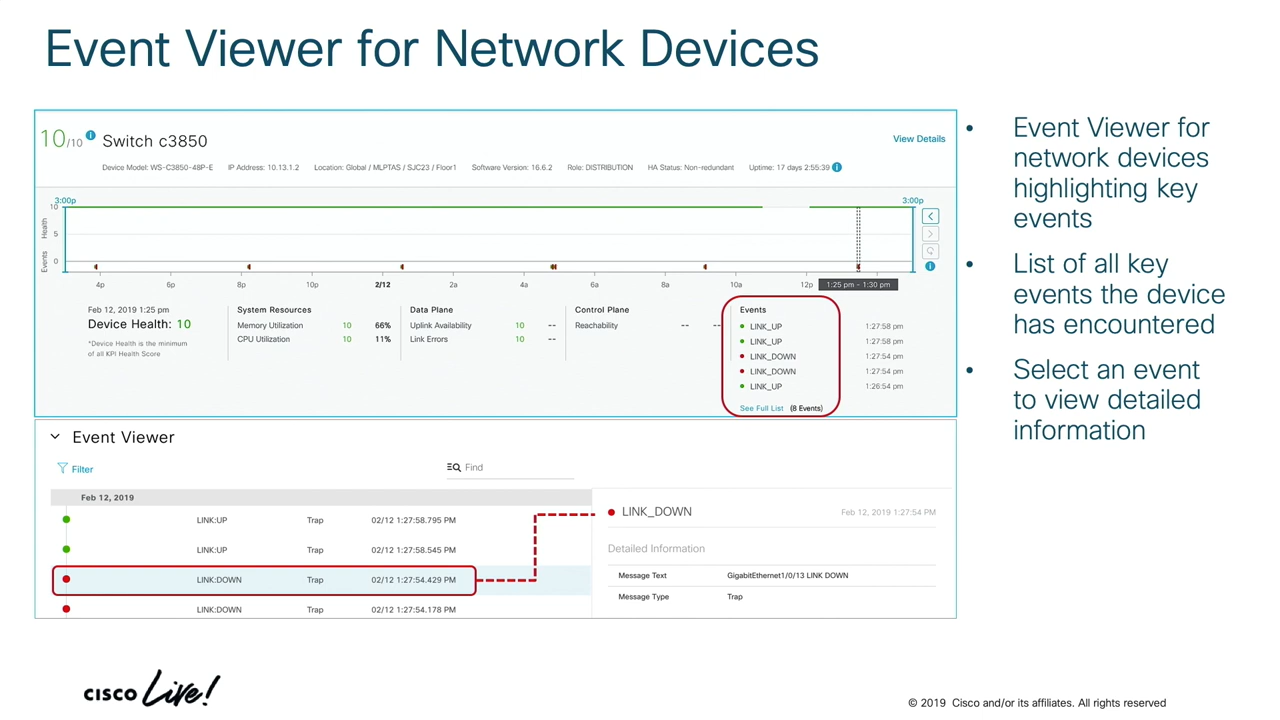 Event Viewer for Network Devices
10/10 i Switch c3850
View Details
Device Model: WS-C3850-48P-E IP Address: 10.13.1.2 Location: Global / MLPTAS / SJC23 / Floor1 Software Version: 16.6.2 Role: DISTRIBUTION HA Status: Non-redundant Uptime: 17 days 2:55:39 i
3:00p 3:00p
Health
10
5
0
Events
4p 6p 8p 10p 2/12 2a 4a 6a 8a 10a 12p 1:25 pm - 1:30 pm
Feb 12, 2019 1:25 pm
Device Health: 10
*Device Health is the minimum
of all KPI Health Score
System Resources
Memory Utilization 10 66%
CPU Utilization 10 11%
Data Plane
Uplink Availability 10 --
Link Errors 10 --
Control Plane
Reachability -- --
Events
LINK_UP 1:27:58 pm
LINK_UP 1:27:58 pm
LINK_DOWN 1:27:54 pm
LINK_DOWN 1:27:54 pm
LINK_UP 1:26:54 pm
See Full List (8 Events)
Event Viewer
Filter
Find
Feb 12, 2019
LINK:UP Trap 02/12 1:27:58.795 PM
LINK:UP Trap 02/12 1:27:58.545 PM
LINK:DOWN Trap 02/12 1:27:54.429 PM
LINK:DOWN Trap 02/12 1:27:54.178 PM
LINK_DOWN Feb 12, 2019 1:27:54 PM
Detailed Information
Message Text GigabitEthernet1/0/13 LINK DOWN
Message Type Trap
• Event Viewer for
network devices
highlighting key
events
• List of all key
events the device
has encountered
• Select an event
to view detailed
information
CISCO Live!
© 2019 Cisco and/or its affiliates. All rights reserved